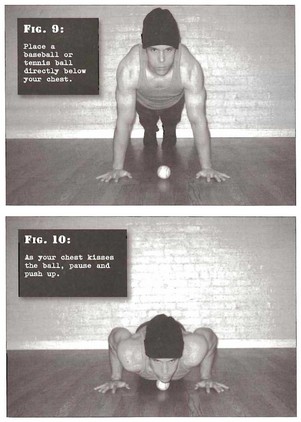 Fig. 9:
Place a
baseball or
tennis ball
directly below
your chest.
Fig. 10:
As your chest kisses
the ball, pause and
push up.